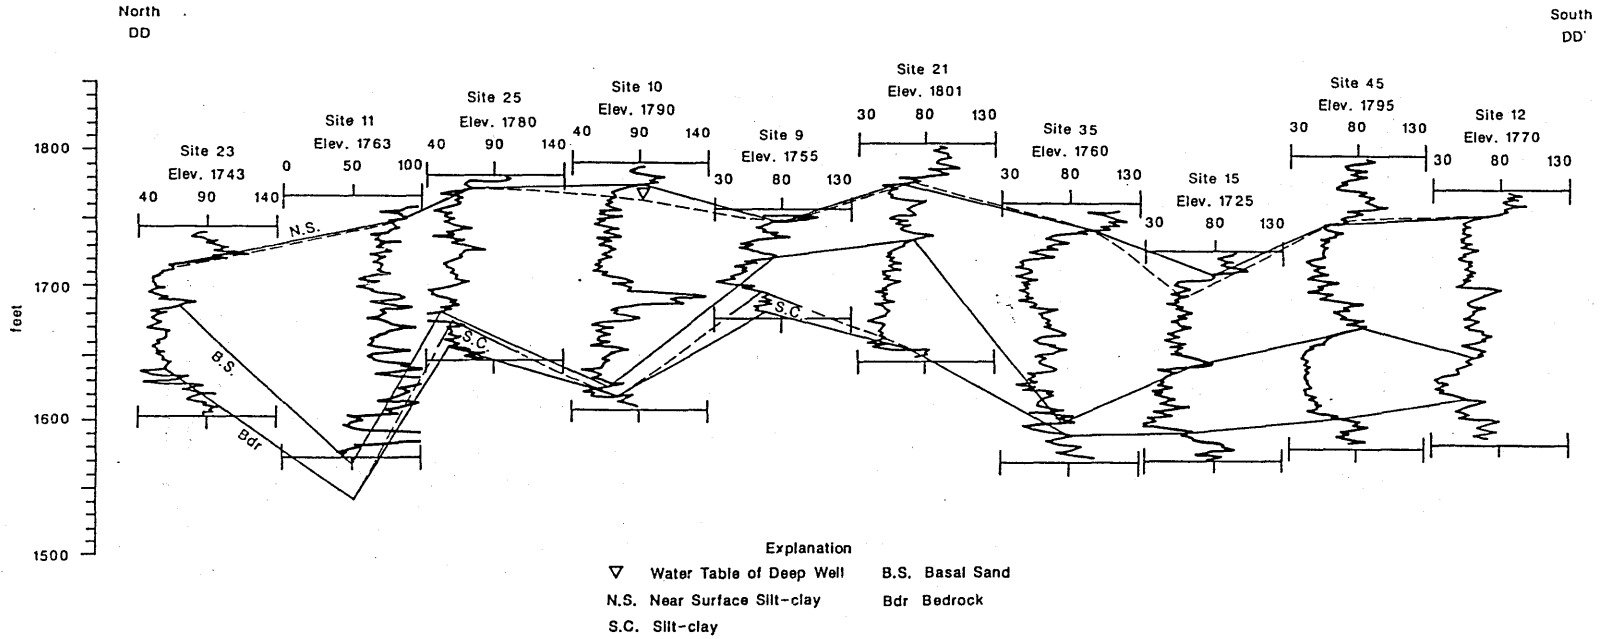 North
DD
South
DD'
Site 23
Elev. 1743
40 90 140
Site 11
Elev. 1763
0 50 100
Site 25
Elev. 1780
40 90 140
Site 10
Elev. 1790
40 90 140
Site 9
Elev. 1755
30 80 130
Site 21
Elev. 1801
30 80 130
Site 35
Elev. 1760
30 80 130
Site 15
Elev. 1725
30 80 130
Site 45
Elev. 1795
30 80 130
Site 12
Elev. 1770
30 80 130
feet
1800
1700
1600
1500
N.S.
B.S.
Bdr
S.C.
S.C.
Explanation
▽ Water Table of Deep Well
N.S. Near Surface Silt-clay
S.C. Silt-clay
B.S. Basal Sand
Bdr Bedrock